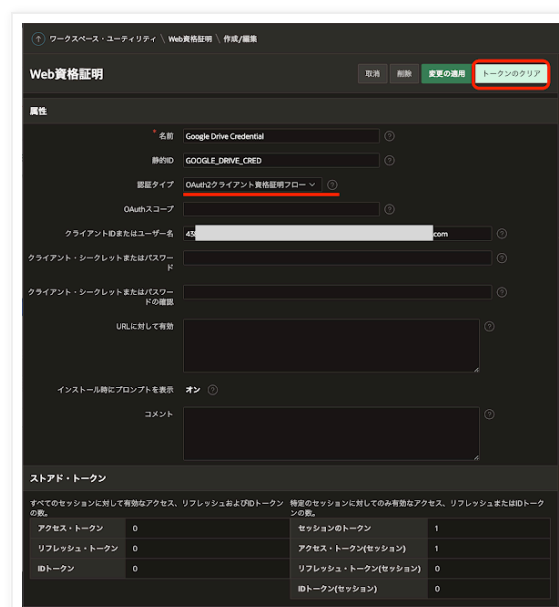 ワークスペース・ユーティリティ \ Web資格証明 \ 作成/編集
Web資格証明
取消
削除
変更の適用
トークンのクリア
属性
* 名前
Google Drive Credential
静的ID
GOOGLE_DRIVE_CRED
認証タイプ
OAuth2クライアント資格証明フロー
OAuthスコープ
クライアントIDまたはユーザー名
com
クライアント・シークレットまたはパスワー
ド
クライアント・シークレットまたはパスワー
ドの確認
URLに対して有効
インストール時にプロンプトを表示
オン
コメント
ストアド・トークン
すべてのセッションに対して有効なアクセス、リフレッシュおよびIDトークン
の数。
アクセス・トークン 0
リフレッシュ・トークン 0
IDトークン 0
特定のセッションに対してのみ有効なアクセス、リフレッシュまたはIDトーク
ンの数。
セッションのトークン 1
アクセス・トークン(セッション) 1
リフレッシュ・トークン(セッション) 0
IDトークン(セッション) 0